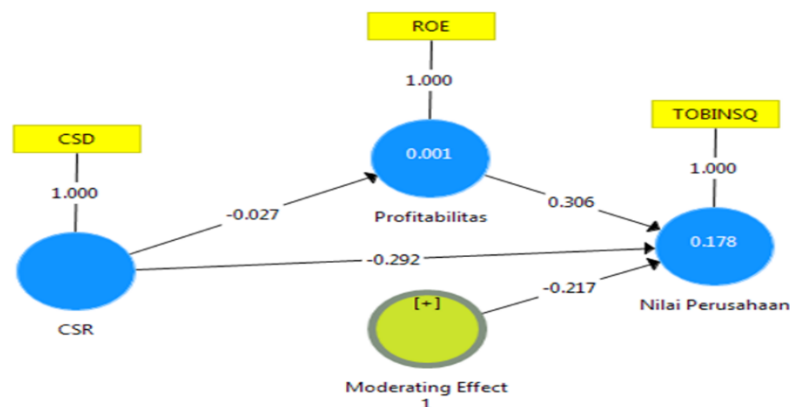 ROE
1.000
TOBINSQ
CSD
0.001
1.000
1.000
Profitabilitas
-0.027
0.306
0.178
-0.292
-0.217
Nilai Perusahaan
[+]
CSR
Moderating Effect
1